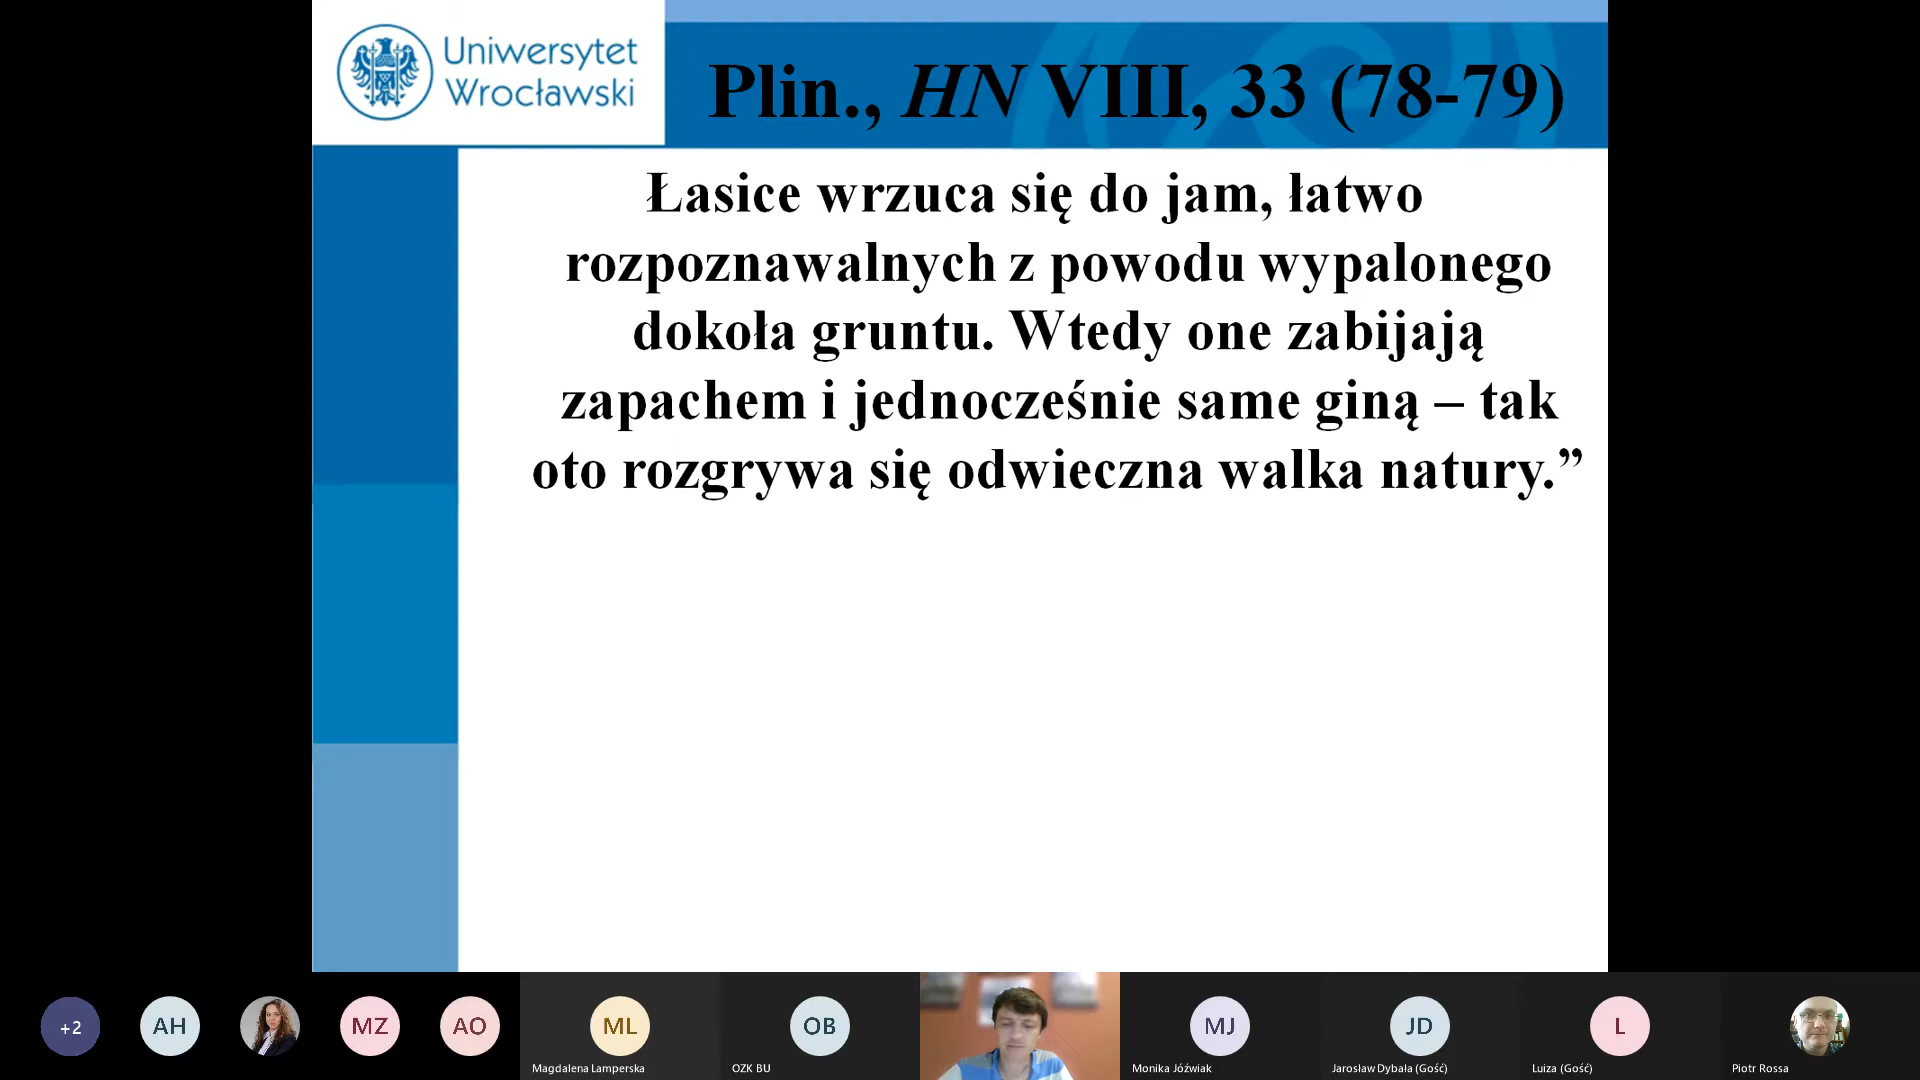 Uniwersytet
Wrocławski
Plin., HN VIII, 33 (78-79)
Łasice wrzuca się do jam, łatwo
rozpoznawalnych z powodu wypalonego
dokoła gruntu. Wtedy one zabijają
zapachem i jednocześnie same giną – tak
oto rozgrywa się odwieczna walka natury.”
+2
AH
MZ
AO
ML
Magdalena Lamperska
OB
OZK BU
MJ
Monika Jóźwiak
JD
Jarosław Dybała (Gość)
L
Luiza (Gość)
Piotr Rossa